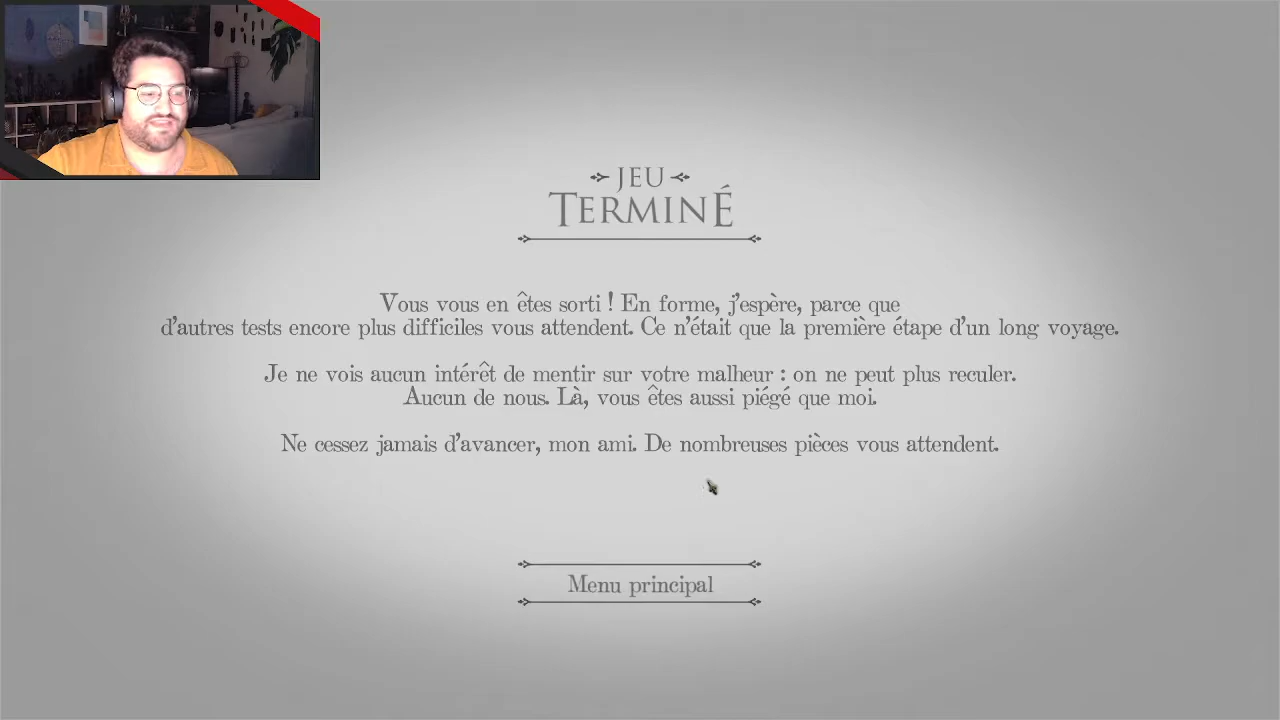 JEU
TERMINÉ
Vous vous en êtes sorti ! En forme, j'espère, parce que
d'autres tests encore plus difficiles vous attendent. Ce n'était que la première étape d'un long voyage.
Je ne vois aucun intérêt de mentir sur votre malheur : on ne peut plus reculer.
Aucun de nous. Là, vous êtes aussi piégé que moi.
Ne cessez jamais d'avancer, mon ami. De nombreuses pièces vous attendent.
Menu principal